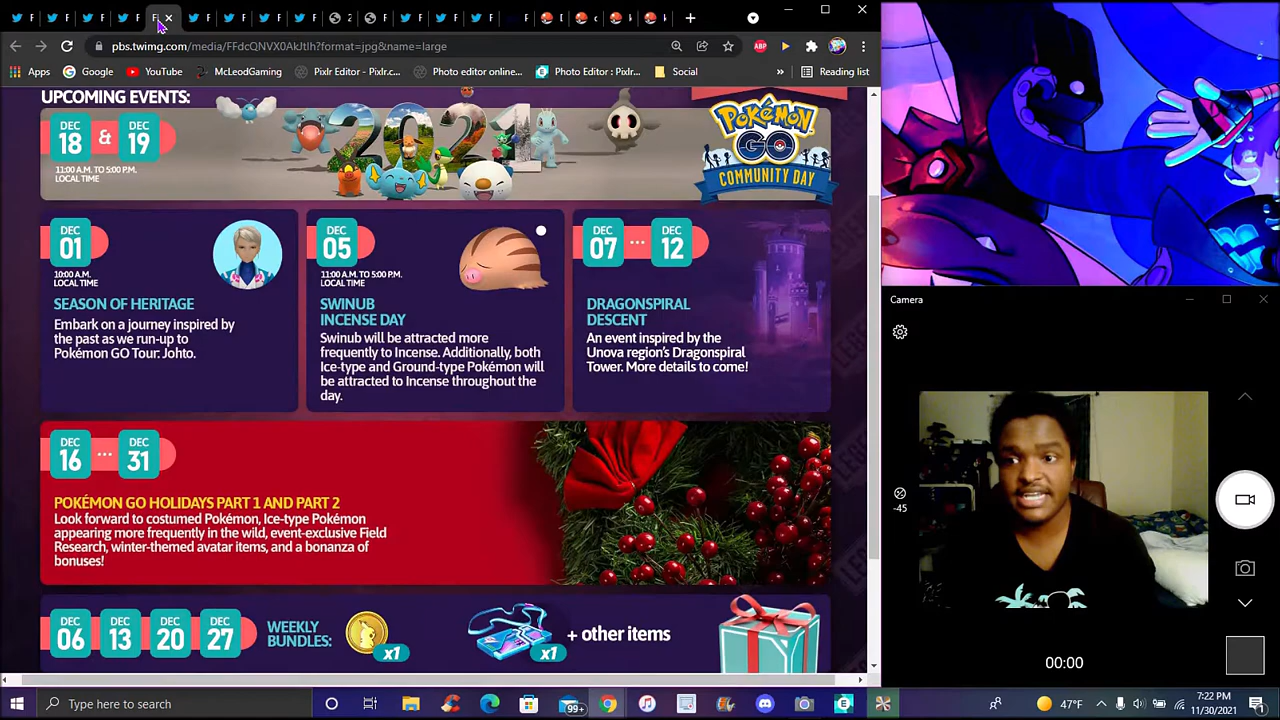 pbs.twimg.com/media/FFdcQNVX0AkJtIh?format=jpg&name=large
ABP
Apps
Google
YouTube
McLeodGaming
Pixlr Editor - Pixlr.c...
Photo editor online...
Photo Editor : Pixlr...
Social
»
Reading list
UPCOMING EVENTS:
DEC 18 & DEC 19
11:00 A.M. TO 5:00 P.M.
LOCAL TIME
2021
POKÉMON GO
COMMUNITY DAY
DEC 01
10:00 A.M.
LOCAL TIME
SEASON OF HERITAGE
Embark on a journey inspired by
the past as we run-up to
Pokémon GO Tour: Johto.
DEC 05
11:00 A.M. TO 5:00 P.M.
LOCAL TIME
SWINUB
INCENSE DAY
Swinub will be attracted more
frequently to Incense. Additionally, both
Ice-type and Ground-type Pokémon will
be attracted to Incense throughout the
day.
DEC 07 ... DEC 12
DRAGONSPIRAL
DESCENT
An event inspired by the
Unova region's Dragonspiral
Tower. More details to come!
DEC 16 ... DEC 31
POKÉMON GO HOLIDAYS PART 1 AND PART 2
Look forward to costumed Pokémon, Ice-type Pokémon
appearing more frequently in the wild, event-exclusive Field
Research, winter-themed avatar items, and a bonanza of
bonuses!
DEC 06 DEC 13 DEC 20 DEC 27
WEEKLY
BUNDLES:
x1
x1
+ other items
Camera
-45
00:00
Type here to search
99+
47°F
7:22 PM
11/30/2021